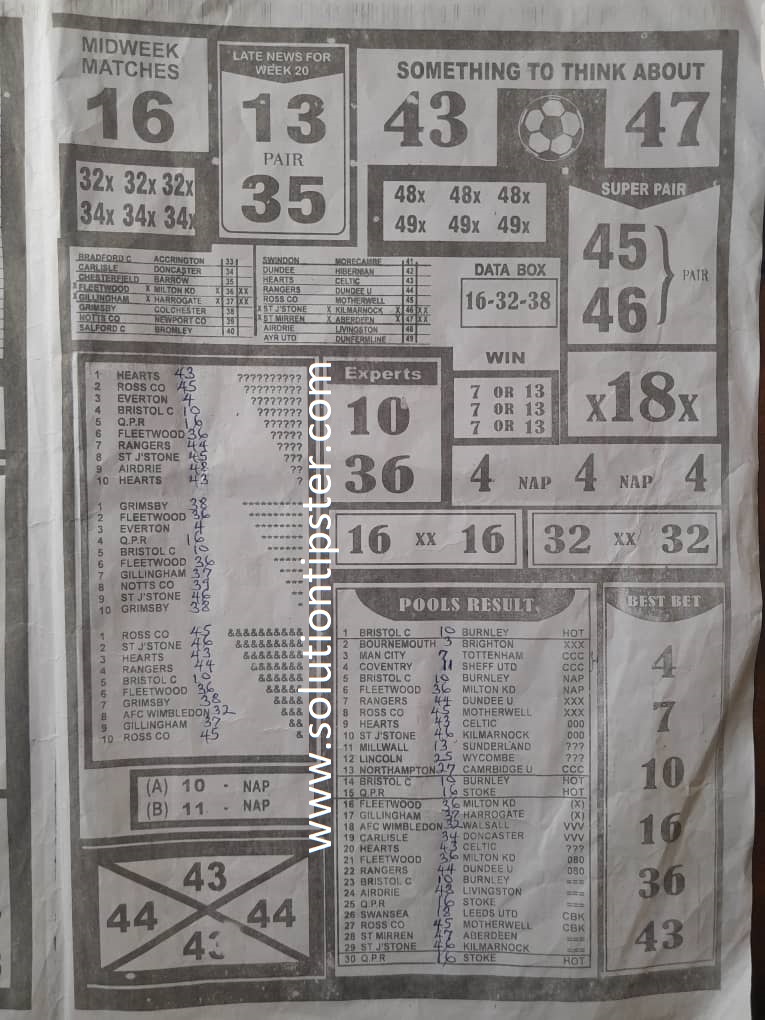 MIDWEEK
MATCHES
16
LATE NEWS FOR
WEEK 20
13
PAIR
35
SOMETHING TO THINK ABOUT
43 47
32x 32x 32x
34x 34x 34x
48x 48x 48x
49x 49x 49x
SUPER PAIR
45
46
PAIR
BRADFORD C ACCRINGTON 33
CARLISLE DONCASTER 34
CHESTERFIELD BARROW 35
X FLEETWOOD X MILTON KD X 36 XX
X GILLINGHAM X HARROGATE X 37 XX
GRIMSBY COLCHESTER 38
NOTTS CO NEWPORT CO 39
SALFORD C BROMLEY 40
SWINDON MORECAMBE 41
DUNDEE HIBERNIAN 42
HEARTS CELTIC 43
RANGERS DUNDEE U 44
ROSS CO MOTHERWELL 45
X ST J'STONE X KILMARNOCK X 46 XX
X ST MIRREN X ABERDEEN X 47 XX
AIRDRIE LIVINGSTON 48
AYR UTD DUNFERMLINE 49
DATA BOX
16-32-38
WIN
7 OR 13
7 OR 13
7 OR 13
x18x
1 HEARTS 43 ??????????
2 ROSS CO 45 ?????????
3 EVERTON 4 ????????
4 BRISTOL C 10 ???????
5 Q.P.R 16 ??????
6 FLEETWOOD 36 ?????
7 RANGERS 44 ????
8 ST J'STONE 45 ???
9 AIRDRIE 48 ??
10 HEARTS 43 ?
Experts
10
36
4 NAP 4 NAP 4
1 GRIMSBY 38
2 FLEETWOOD 36
3 EVERTON 4
4 Q.P.R 16
5 BRISTOL C 10
6 FLEETWOOD 36
7 GILLINGHAM 37
8 NOTTS CO 39
9 ST J'STONE 46
10 GRIMSBY 38
16 XX 16
32 XX 32
1 ROSS CO 45 &&&&&&&&&&
2 ST J'STONE 46 &&&&&&&&&
3 HEARTS 43 &&&&&&&&
4 RANGERS 44 &&&&&&&
5 BRISTOL C 10 &&&&&&
6 FLEETWOOD 36 &&&&&
7 GRIMSBY 38 &&&&
8 AFC WIMBLEDON 32 &&&
9 GILLINGHAM 37 &&
10 ROSS CO 45 &
(A) 10 - NAP
(B) 11 - NAP
43
44 44
43
POOLS RESULT
1 BRISTOL C 10 BURNLEY HOT
2 BOURNEMOUTH 3 BRIGHTON XXX
3 MAN CITY 7 TOTTENHAM CCC
4 COVENTRY 11 SHEFF UTD CCC
5 BRISTOL C 10 BURNLEY NAP
6 FLEETWOOD 36 MILTON KD NAP
7 RANGERS 44 DUNDEE U XXX
8 ROSS CO 45 MOTHERWELL XXX
9 HEARTS 43 CELTIC 000
10 ST J'STONE 46 KILMARNOCK 000
11 MILLWALL 13 SUNDERLAND ???
12 LINCOLN 25 WYCOMBE ???
13 NORTHAMPTON 27 CAMRBIDGE U CCC
14 BRISTOL C 10 BURNLEY HOT
15 Q.P.R 16 STOKE HOT
16 FLEETWOOD 36 MILTON KD (X)
17 GILLINGHAM 37 HARROGATE (X)
18 AFC WIMBLEDON 32 WALSALL VVV
19 CARLISLE 34 DONCASTER VVV
20 HEARTS 43 CELTIC ???
21 FLEETWOOD 36 MILTON KD 080
22 RANGERS 44 DUNDEE U 080
23 BRISTOL C 10 BURNLEY ===
24 AIRDRIE 48 LIVINGSTON ===
25 Q.P.R 16 STOKE ===
26 SWANSEA 18 LEEDS UTD CBK
27 ROSS CO 45 MOTHERWELL CBK
28 ST MIRREN 47 ABERDEEN ===
29 ST J'STONE 46 KILMARNOCK ===
30 Q.P.R 16 STOKE HOT
BEST BET
4
7
10
16
36
43
www.solutiontipster.com